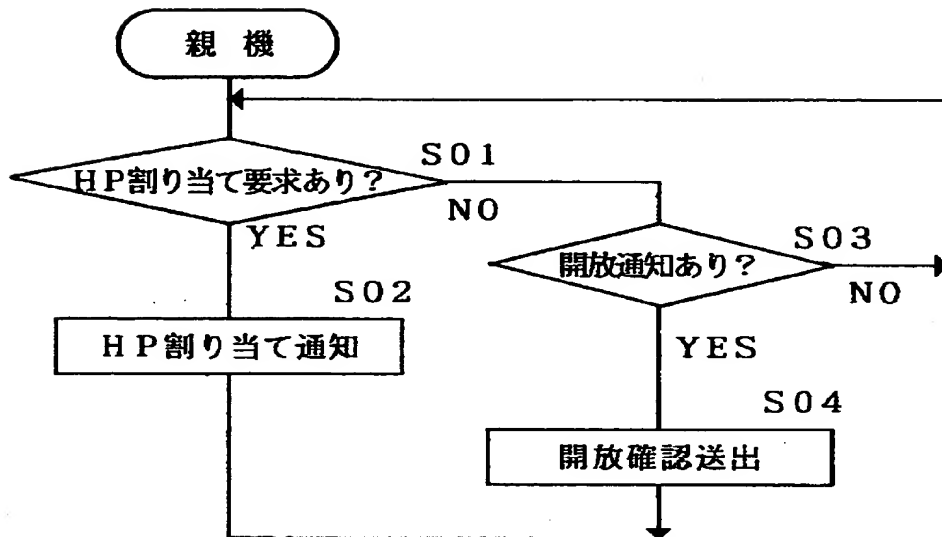 親機
S01
HP割り当て要求あり?
NO
YES
S03
開放通知あり?
NO
S02
HP割り当て通知
YES
S04
開放確認送出